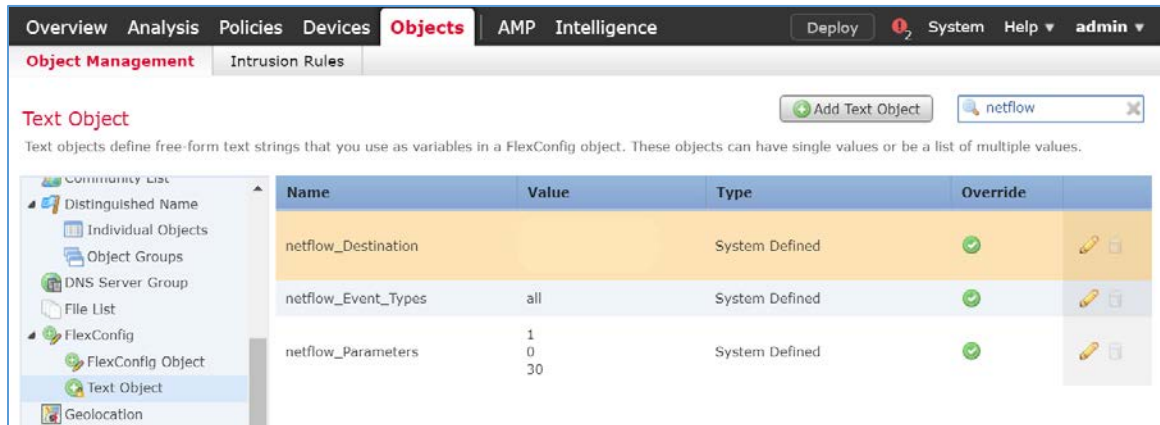 Overview Analysis Policies Devices Objects AMP Intelligence Deploy 2 System Help admin
Object Management Intrusion Rules
Text Object
Add Text Object
netflow
Text objects define free-form text strings that you use as variables in a FlexConfig object. These objects can have single values or be a list of multiple values.
Community List
Distinguished Name
Individual Objects
Object Groups
DNS Server Group
File List
FlexConfig
FlexConfig Object
Text Object
Geolocation
Name Value Type Override
netflow_Destination System Defined
netflow_Event_Types all System Defined
netflow_Parameters 1 System Defined
0
30